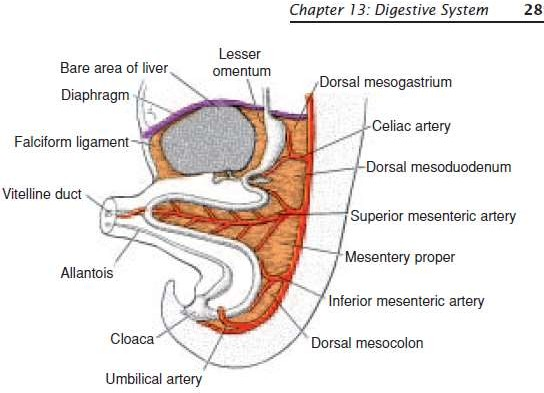 Chapter 13: Digestive System 28
Lesser
omentum
Bare area of liver
Diaphragm
Falciform ligament
Vitelline duct
Allantois
Cloaca
Umbilical artery
Dorsal mesogastrium
Celiac artery
Dorsal mesoduodenum
Superior mesenteric artery
Mesentery proper
Inferior mesenteric artery
Dorsal mesocolon